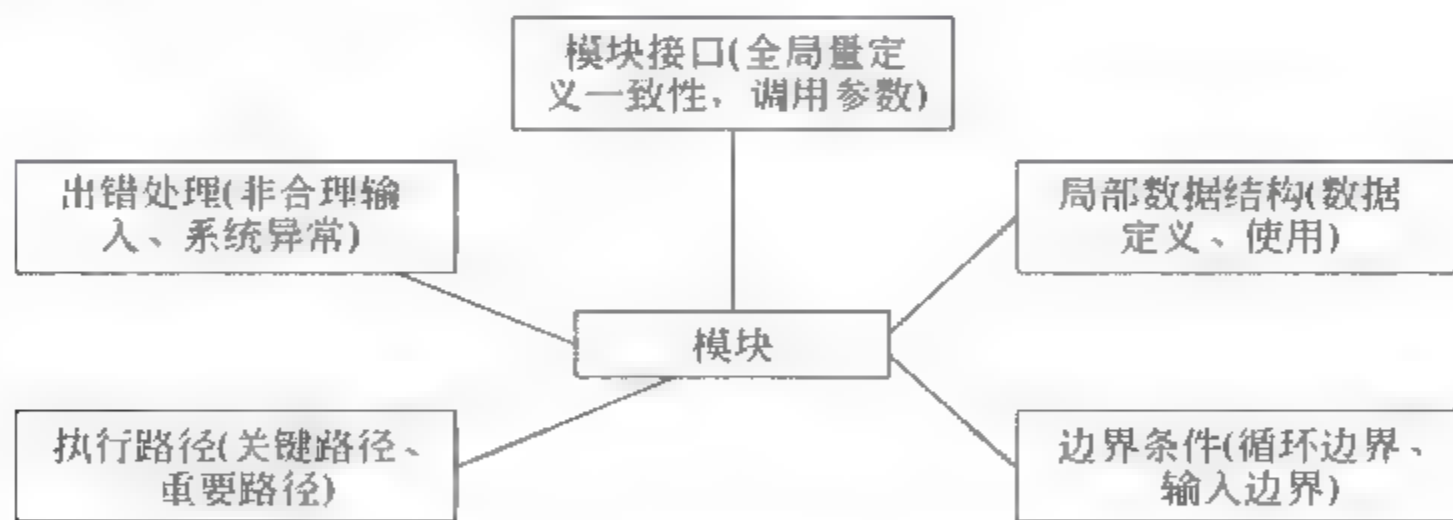 模块接口(全局量定
义一致性，调用参数)
出错处理(非合理输
入、系统异常)
局部数据结构(数据
定义、使用)
模块
执行路径(关键路径、
重要路径)
边界条件(循环边界、
输入边界)